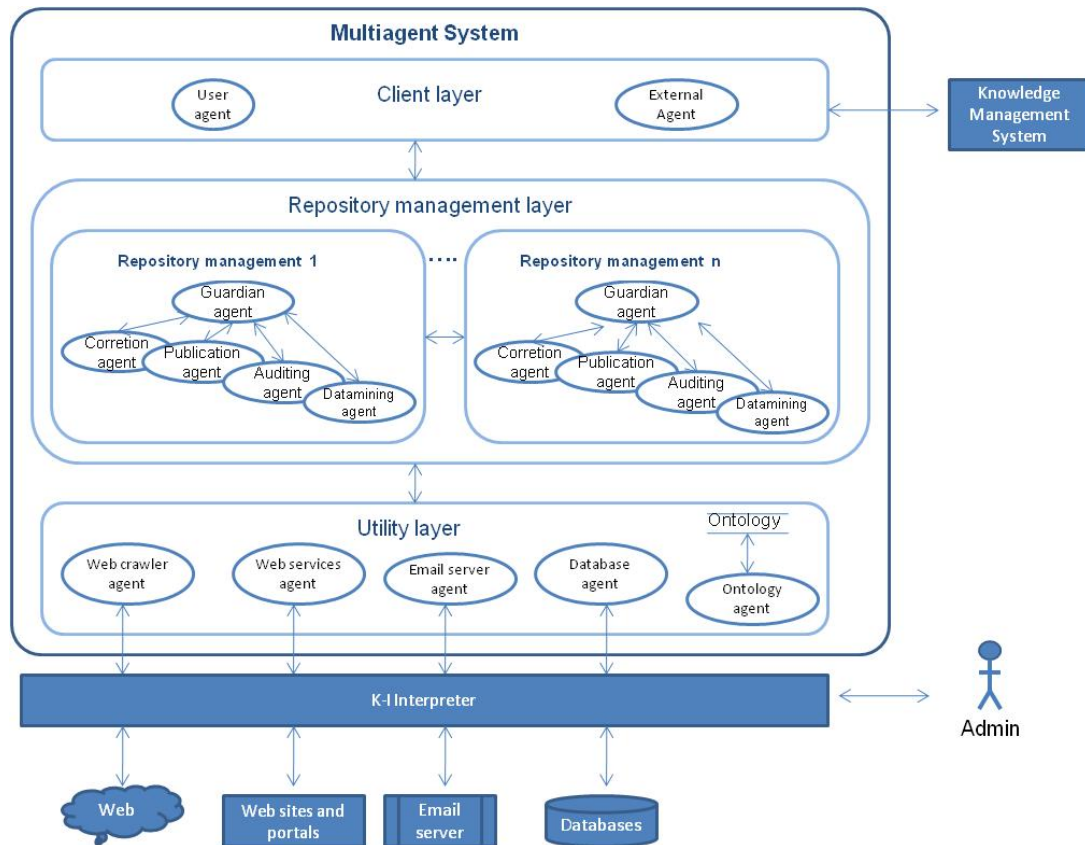 Multiagent System
Client layer
User
agent
External
Agent
Knowledge
Management
System
Repository management layer
Repository management 1
....
Repository management n
Guardian
agent
Corretion
agent
Publication
agent
Auditing
agent
Datamining
agent
Guardian
agent
Corretion
agent
Publication
agent
Auditing
agent
Datamining
agent
Utility layer
Ontology
Web crawler
agent
Web services
agent
Email server
agent
Database
agent
Ontology
agent
K-I Interpreter
Admin
Web
Web sites and
portals
Email
server
Databases